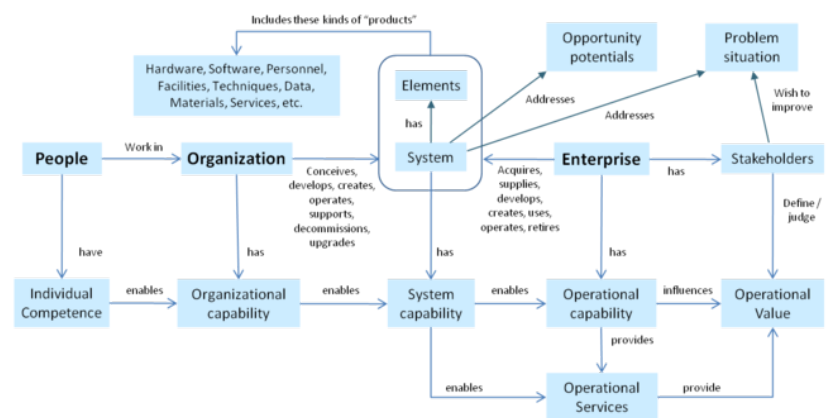 Includes these kinds of "products"
Opportunity
potentials
Problem
situation
Hardware, Software, Personnel,
Facilities, Techniques, Data,
Materials, Services, etc.
Elements
Addresses
Wish to
improve
has
Addresses
People
Work in
Organization
System
Enterprise
has
Stakeholders
Conceives,
develops, creates,
operates,
supports,
decommissions,
upgrades
Acquires,
supplies,
develops,
creates, uses,
operates, retires
Define /
judge
have
has
has
has
Individual
Competence
enables
Organizational
capability
enables
System
capability
enables
Operational
capability
influences
Operational
Value
provides
enables
Operational
Services
provide